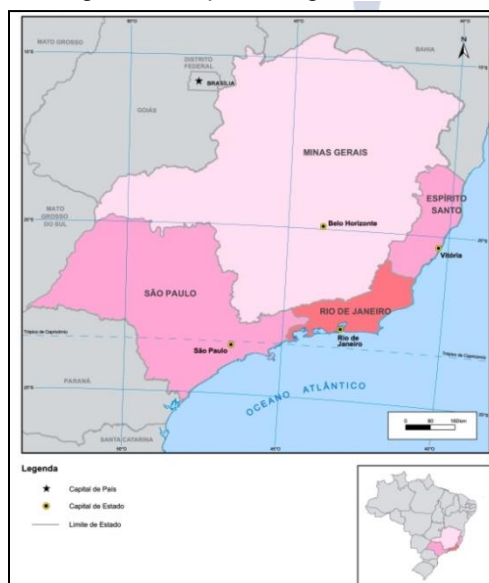 MATO GROSSO
BAHIA
N
DISTRITO
FEDERAL
BRASÍLIA
GOIÁS
MINAS GERAIS
ESPÍRITO
SANTO
MATO
GROSSO
DO SUL
Belo Horizonte
Vitória
SÃO PAULO
RIO DE JANEIRO
Trópico de Capricórnio
São Paulo
Rio de
Janeiro
Trópico de Capricórnio
PARANÁ
OCEANO ATLÂNTICO
SANTA CATARINA
Legenda
Capital de País
Capital de Estado
Limite de Estado